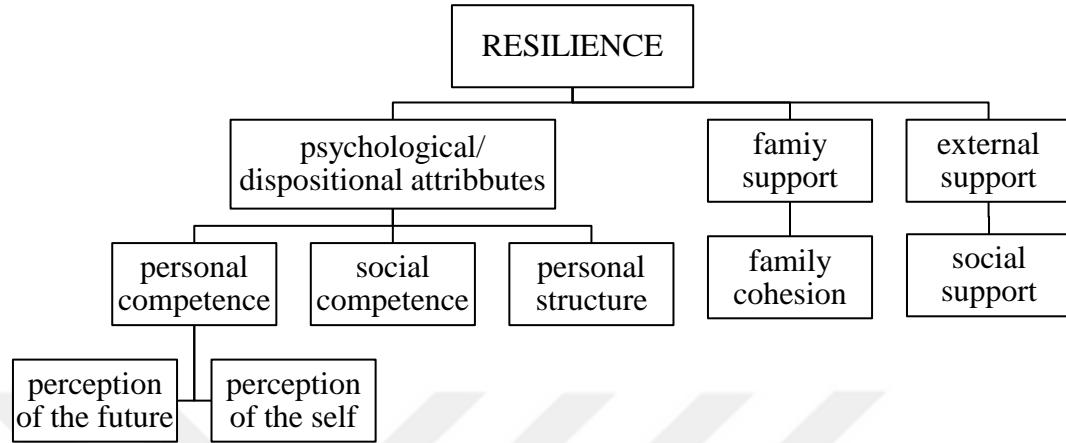 RESILIENCE
psychological/
dispositional attribbutes
famiy
support
external
support
personal
competence
social
competence
personal
structure
family
cohesion
social
support
perception
of the future
perception
of the self